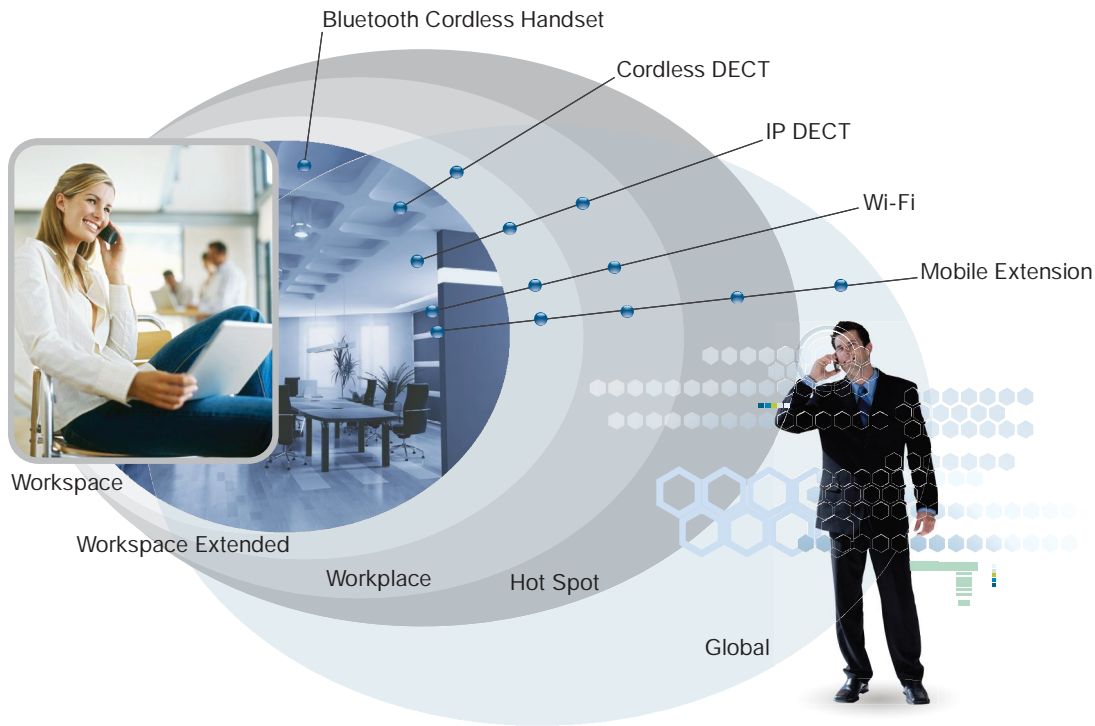 Bluetooth Cordless Handset
Cordless DECT
IP DECT
Wi-Fi
Mobile Extension
Workspace
Workspace Extended
Workplace
Hot Spot
Global